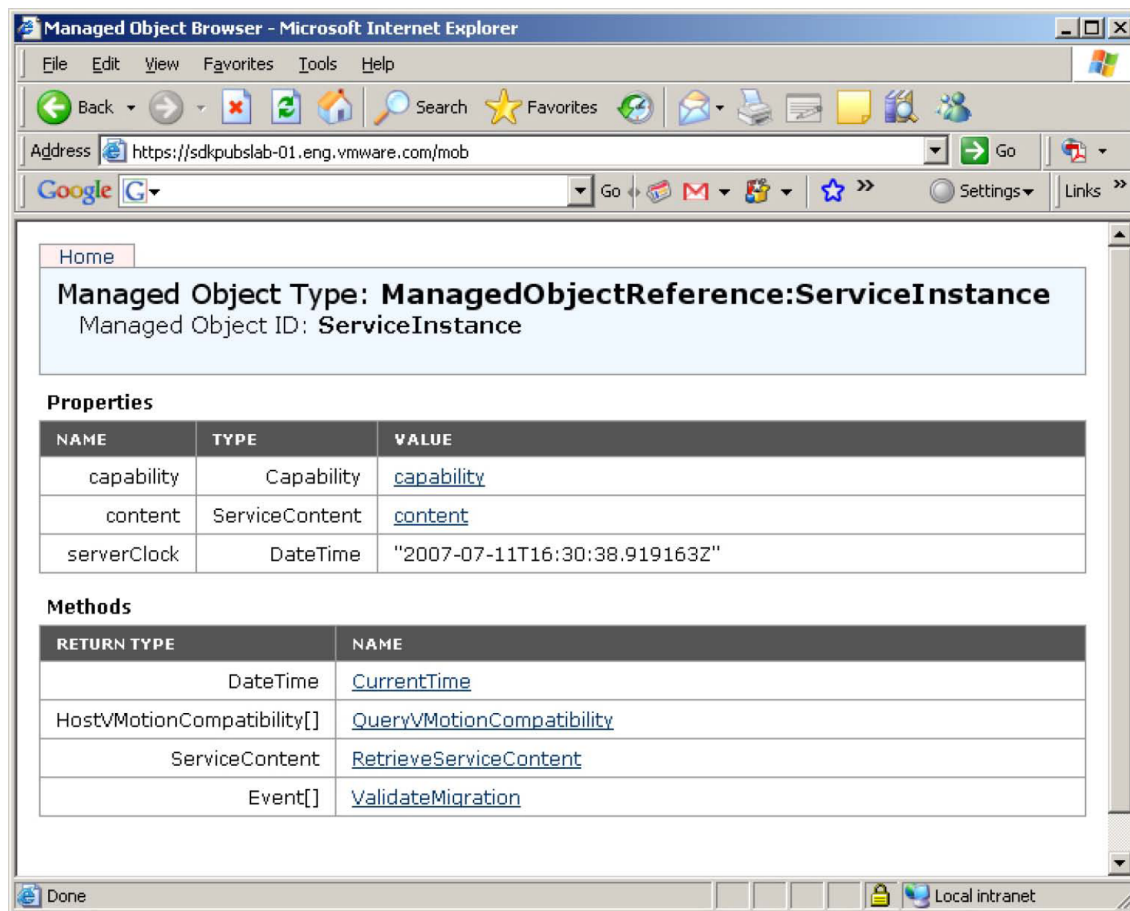 Managed Object Browser - Microsoft Internet Explorer
File Edit View Favorites Tools Help
Back Search Favorites
Address https://sdkpubslab-01.eng.vmware.com/mob Go
Google G Go Settings Links »
Home
Managed Object Type: ManagedObjectReference:ServiceInstance
Managed Object ID: ServiceInstance
Properties
NAME TYPE VALUE
capability Capability capability
content ServiceContent content
serverClock DateTime "2007-07-11T16:30:38.919163Z"
Methods
RETURN TYPE NAME
DateTime CurrentTime
HostVMotionCompatibility[] QueryVMotionCompatibility
ServiceContent RetrieveServiceContent
Event[] ValidateMigration
Done Local intranet